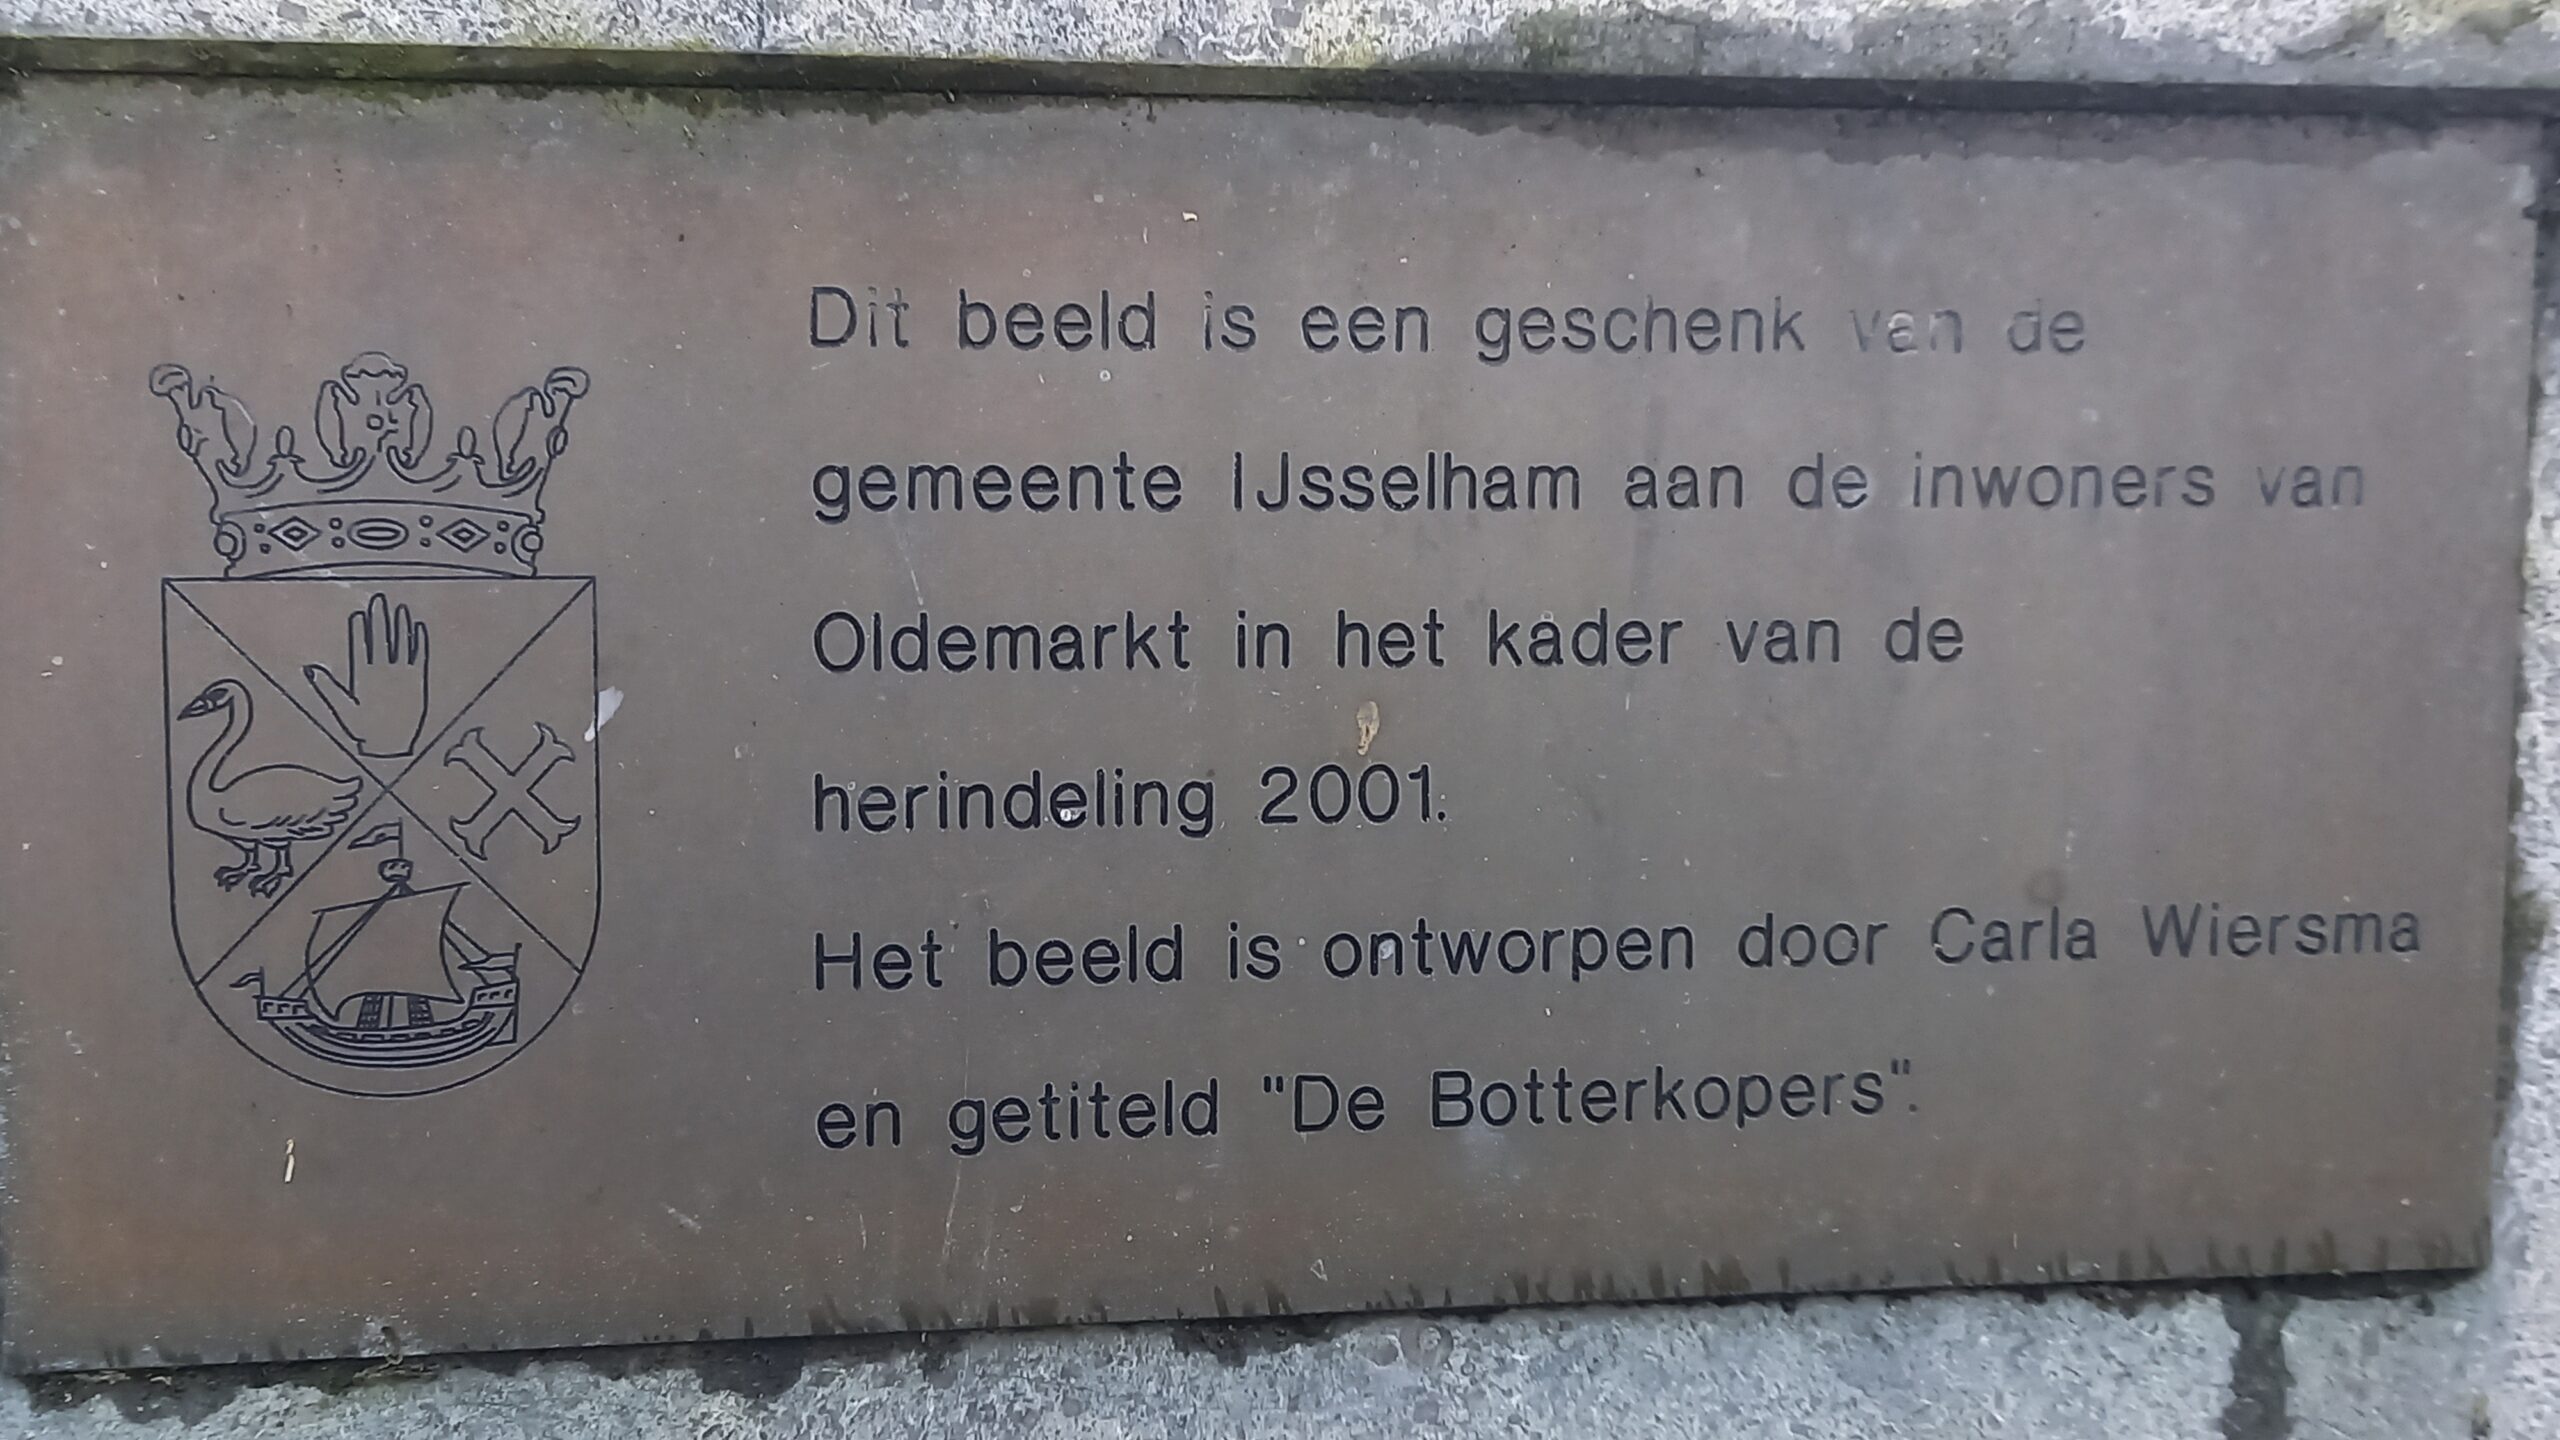 Dit beeld is een geschenk van de
gemeente IJsselham aan de inwoners van
Oldemarkt in het kader van de
herindeling 2001.
Het beeld is ontworpen door Carla Wiersma
en getiteld "De Botterkopers".